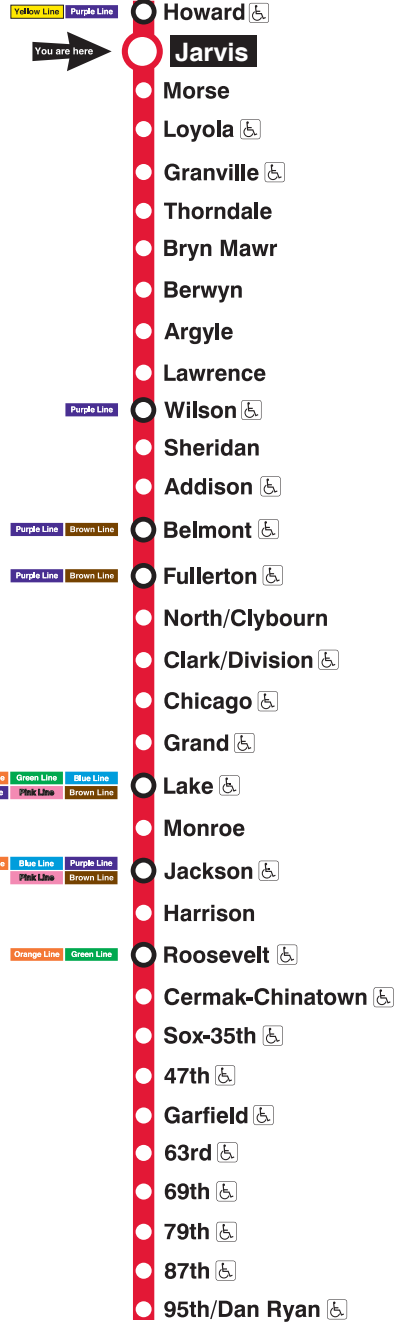 Yellow Line Purple Line Howard
You are here Jarvis
Morse
Loyola
Granville
Thorndale
Bryn Mawr
Berwyn
Argyle
Lawrence
Purple Line Wilson
Sheridan
Addison
Purple Line Brown Line Belmont
Purple Line Brown Line Fullerton
North/Clybourn
Clark/Division
Chicago
Grand
Green Line Blue Line
Pink Line Brown Line
Lake
Monroe
Blue Line Purple Line
Pink Line Brown Line
Jackson
Harrison
Orange Line Green Line Roosevelt
Cermak-Chinatown
Sox-35th
47th
Garfield
63rd
69th
79th
87th
95th/Dan Ryan